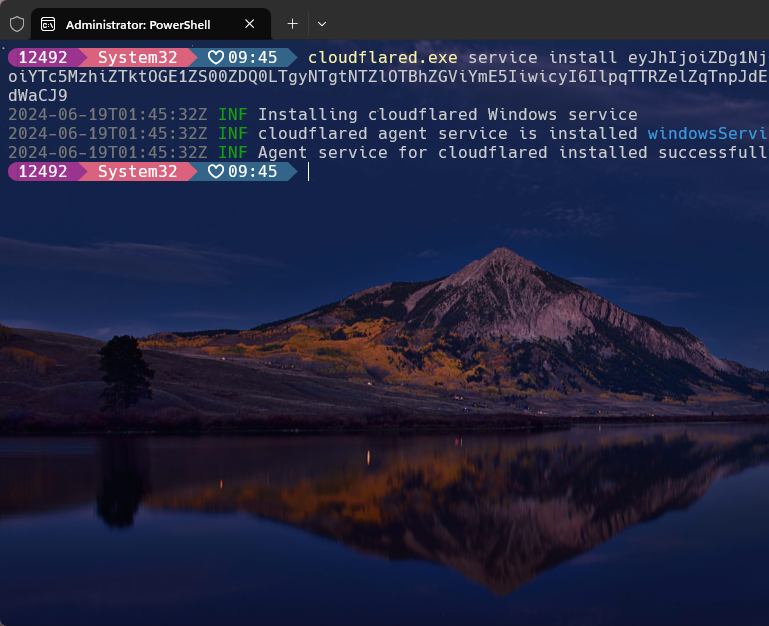 Administrator: PowerShell
12492 System32 ♡ 09:45 cloudflared.exe service install eyJhIjoiZDg1Nj
oiYTc5MzhiZTktOGE1ZS00ZDQ0LTgyNTgtNTZlOTBhZGViYmE5IiwicyI6IlpqTTRZelZqTnpJdE
dWaCJ9
2024-06-19T01:45:32Z INF Installing cloudflared Windows service
2024-06-19T01:45:32Z INF cloudflared agent service is installed windowsServi
2024-06-19T01:45:32Z INF Agent service for cloudflared installed successfull
12492 System32 ♡ 09:45